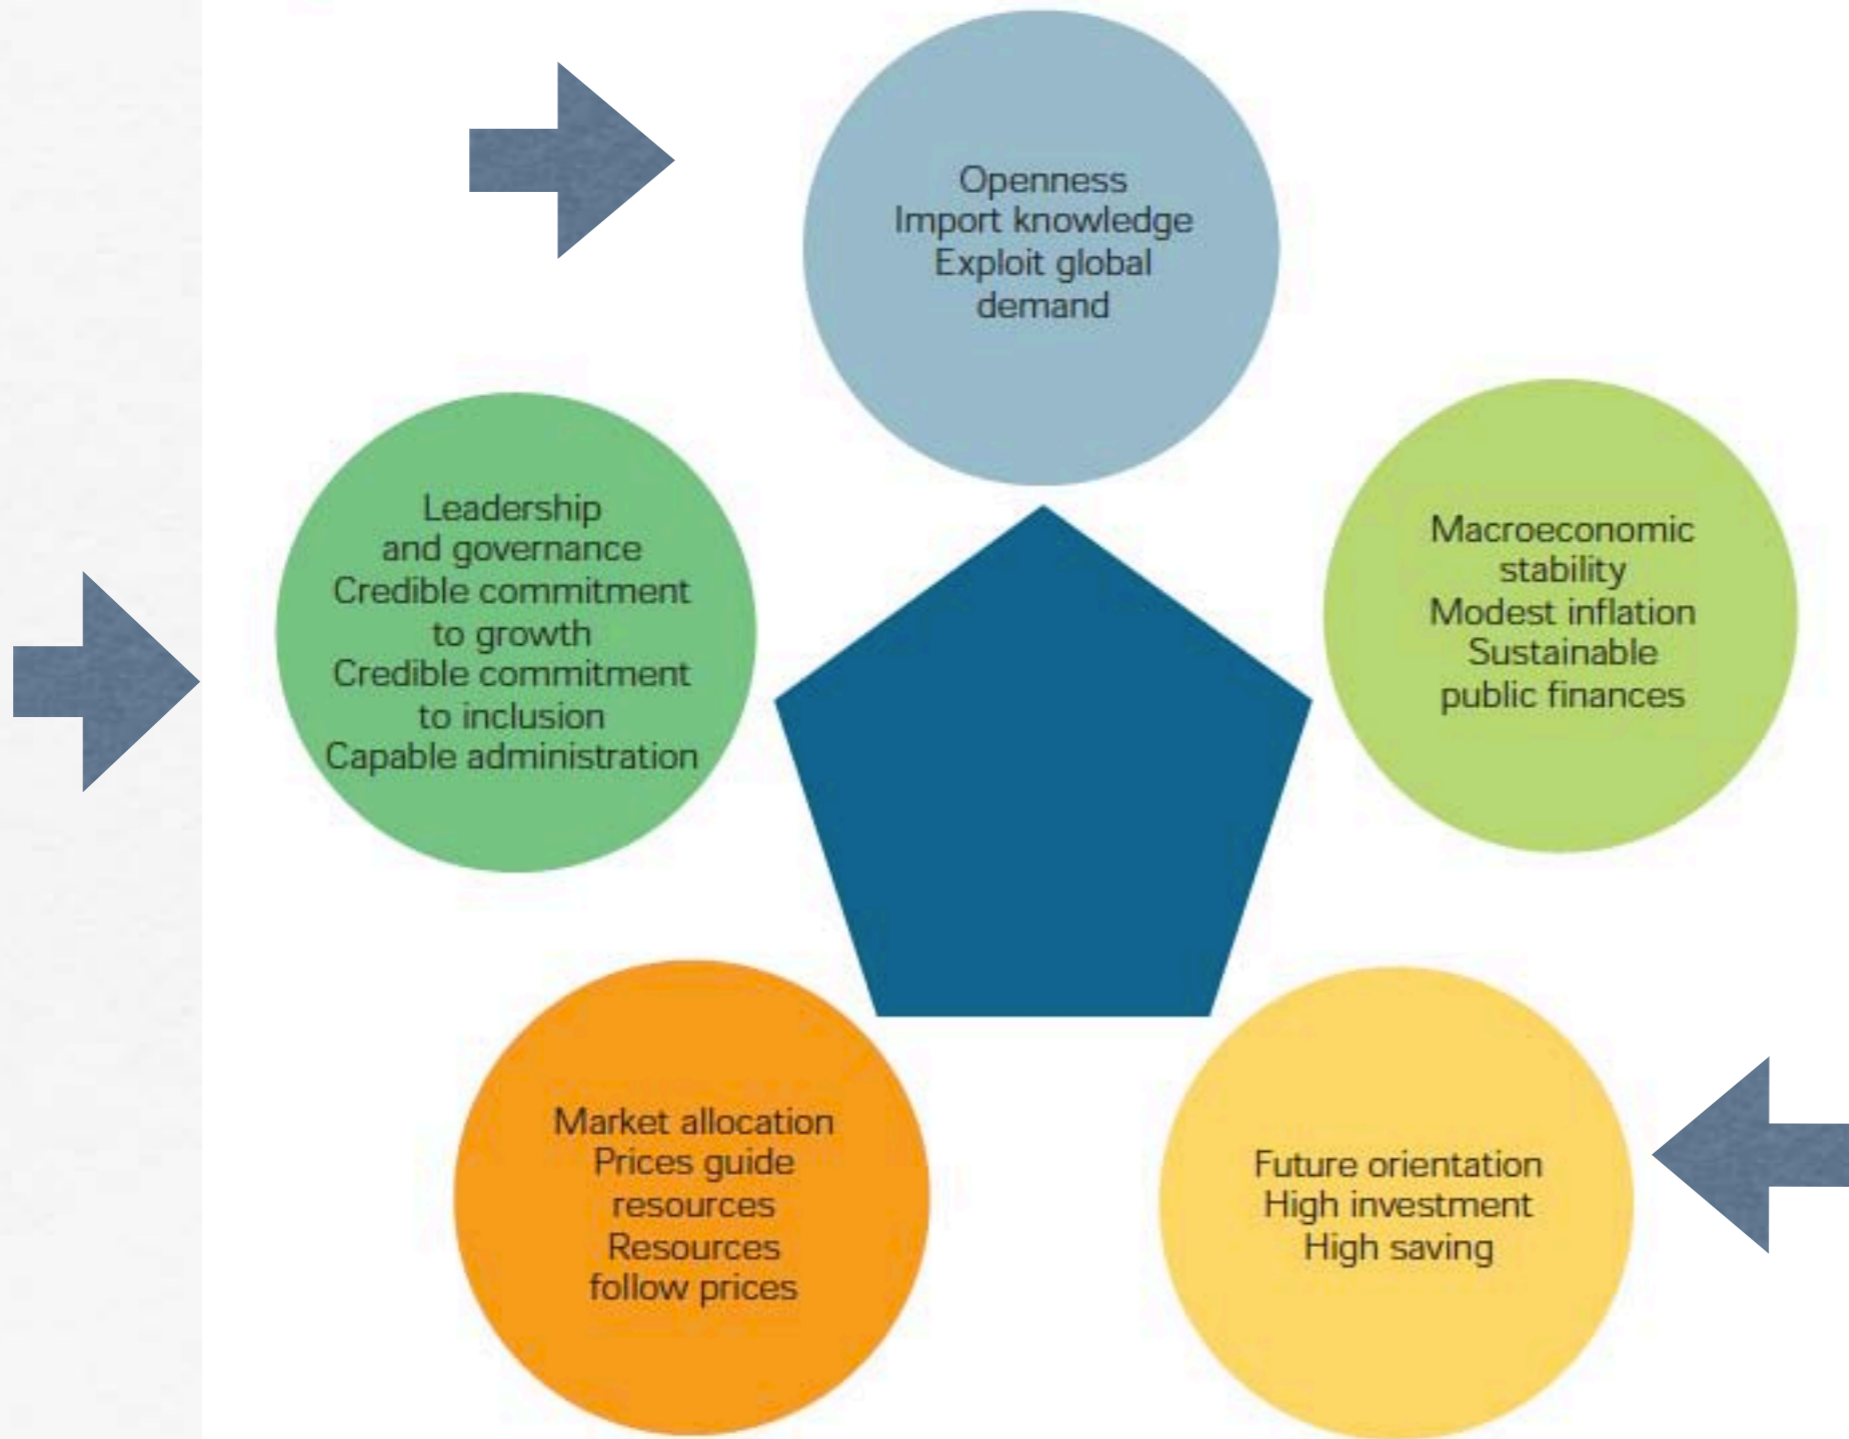 Openness
Import knowledge
Exploit global
demand
Leadership
and governance
Credible commitment
to growth
Credible commitment
to inclusion
Capable administration
Macroeconomic
stability
Modest inflation
Sustainable
public finances
Market allocation
Prices guide
resources
Resources
follow prices
Future orientation
High investment
High saving